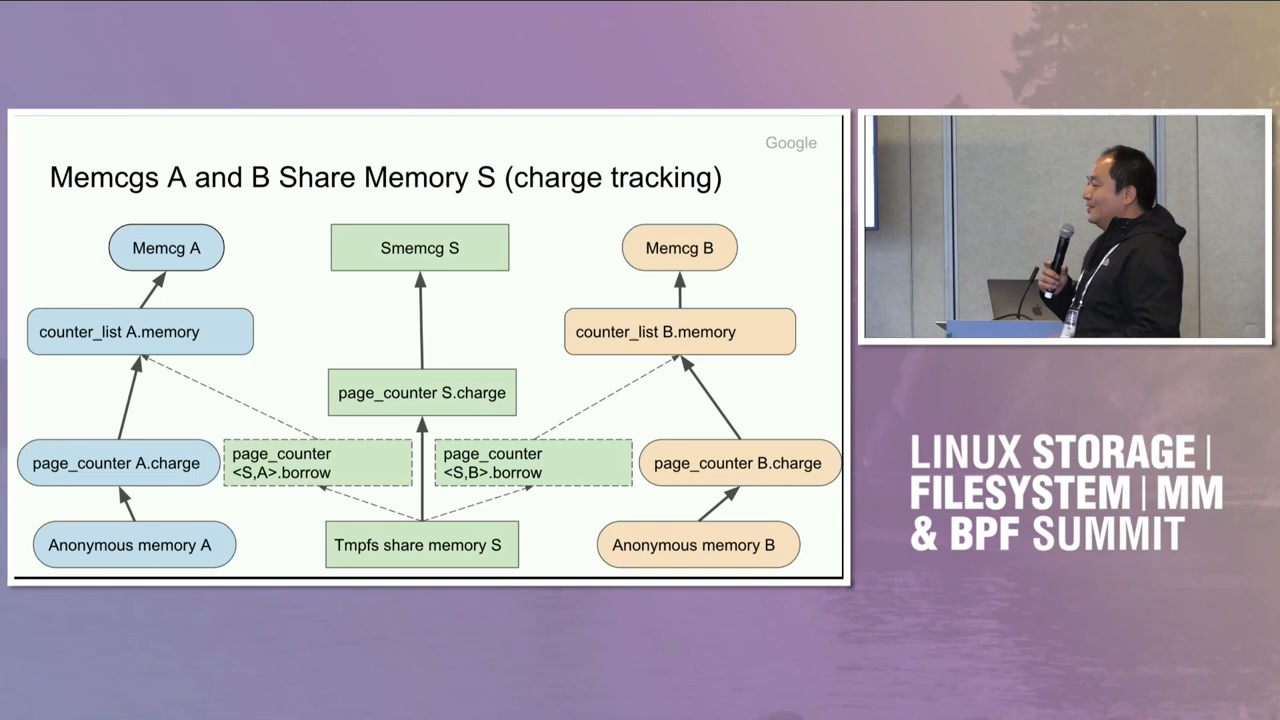 Google
Memcgs A and B Share Memory S (charge tracking)
Memcg A
Smemcg S
Memcg B
counter_list A.memory
counter_list B.memory
page_counter S.charge
page_counter A.charge
page_counter
<S,A>.borrow
page_counter
<S,B>.borrow
page_counter B.charge
Anonymous memory A
Tmpfs share memory S
Anonymous memory B
LINUX STORAGE|
FILESYSTEM|MM
& BPF SUMMIT